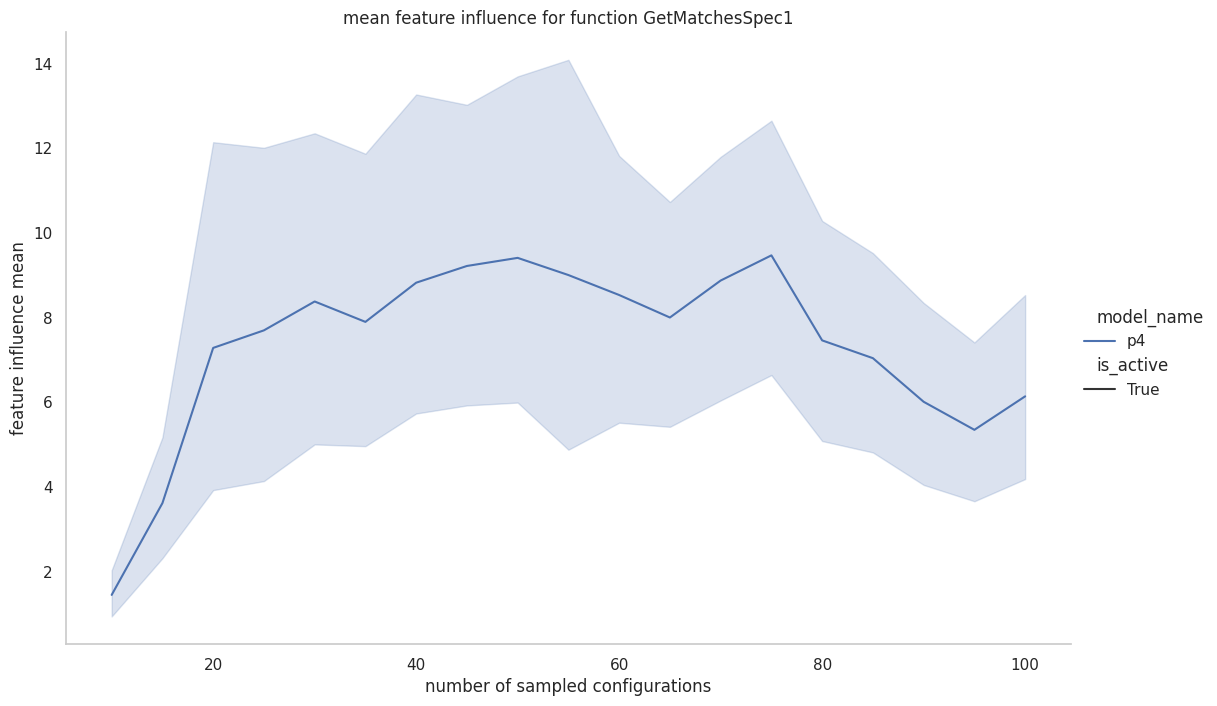 mean feature influence for function GetMatchesSpec1
14
12
10
8
6
4
2
feature influence mean
20
40
60
80
100
number of sampled configurations
model_name
p4
is_active
True